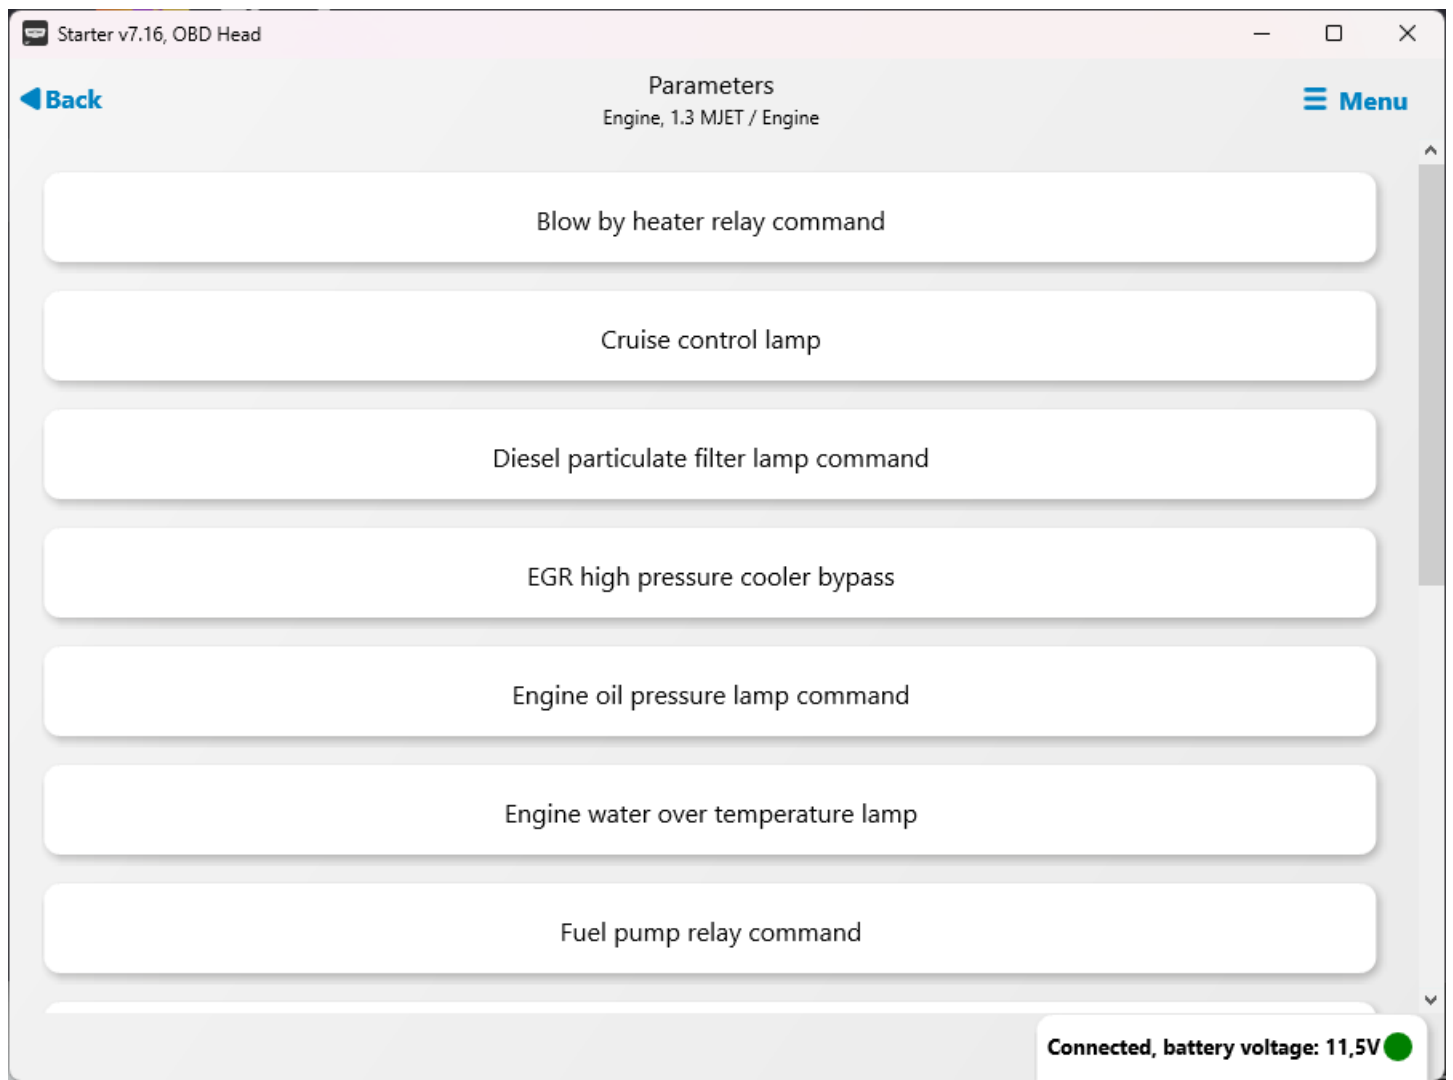 Starter v7.16, OBD Head
Back
Parameters
Menu
Engine, 1.3 MJET / Engine
Blow by heater relay command
Cruise control lamp
Diesel particulate filter lamp command
EGR high pressure cooler bypass
Engine oil pressure lamp command
Engine water over temperature lamp
Fuel pump relay command
Connected, battery voltage: 11,5V